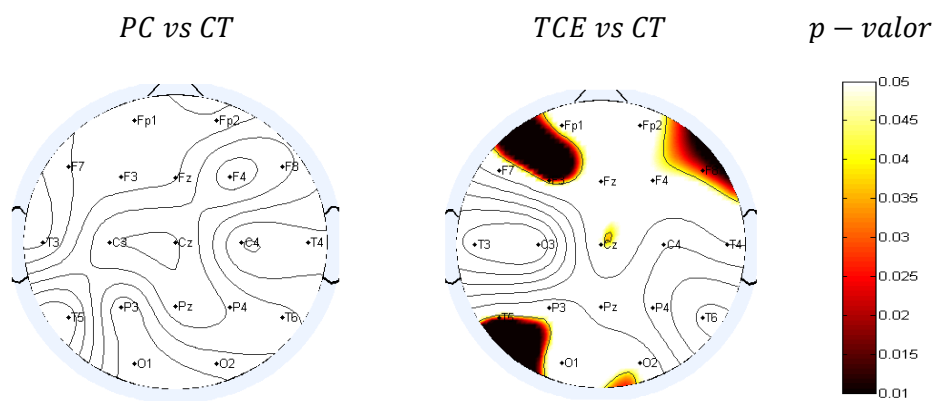 PC vs CT
TCE vs CT
p − valor
Fp1 Fp2
F7 F3 Fz F4 F8
T3 C3 Cz C4 T4
T5 P3 Pz P4 T6
O1 O2
Fp1 Fp2
F7 F3 Fz F4 F8
T3 C3 Cz C4 T4
T5 P3 Pz P4 T6
O1 O2
0.05
0.045
0.04
0.035
0.03
0.025
0.02
0.015
0.01